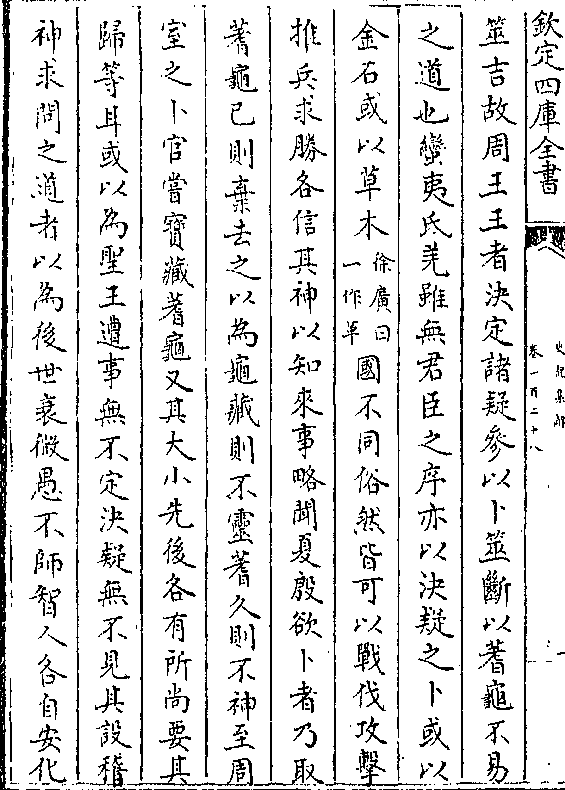 欽定四庫全書
史記集解
卷一百二十八
筮吉故周王王者決定諸疑參以卜筮斷以蓍龜不易
之道也蠻夷氐羌雖無君臣之序亦以決疑之卜或以
金石或以草木徐廣曰一作革國不同俗然皆可以戰伐攻擊
推兵求勝各信其神以知來事略聞夏殷欲卜者乃取
蓍龜已則棄去之以為龜藏則不靈蓍久則不神至周
室之卜官嘗寶藏蓍龜又其大小先後各有所尚要其
歸等耳或以為聖王遭事無不定決疑無不見其設稽
神求問之道者以為後世衰微愚不師智人各自安化